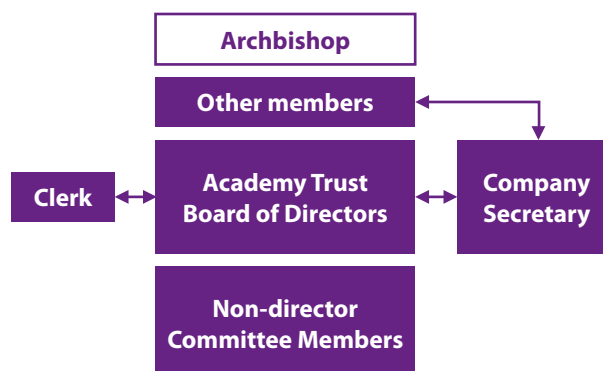 Archbishop
Other members
Clerk
Academy Trust
Board of Directors
Company
Secretary
Non-director
Committee Members